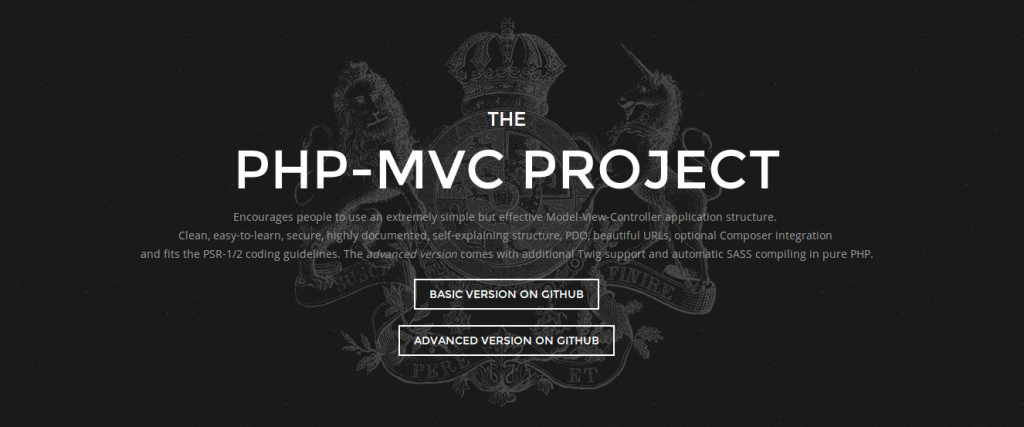 THE
PHP-MVC PROJECT
Encourages people to use an extremely simple but effective Model-View-Controller application structure.
Clean, easy-to-learn, secure, highly documented, self-explaining structure, PDO, beautiful URLs, optional Composer integration
and fits the PSR-1/2 coding guidelines. The advanced version comes with additional Twig support and automatic SASS compiling in pure PHP.
FINIRE
BASIC VERSION ON GITHUB
ADVANCED VERSION ON GITHUB
PERE
ET